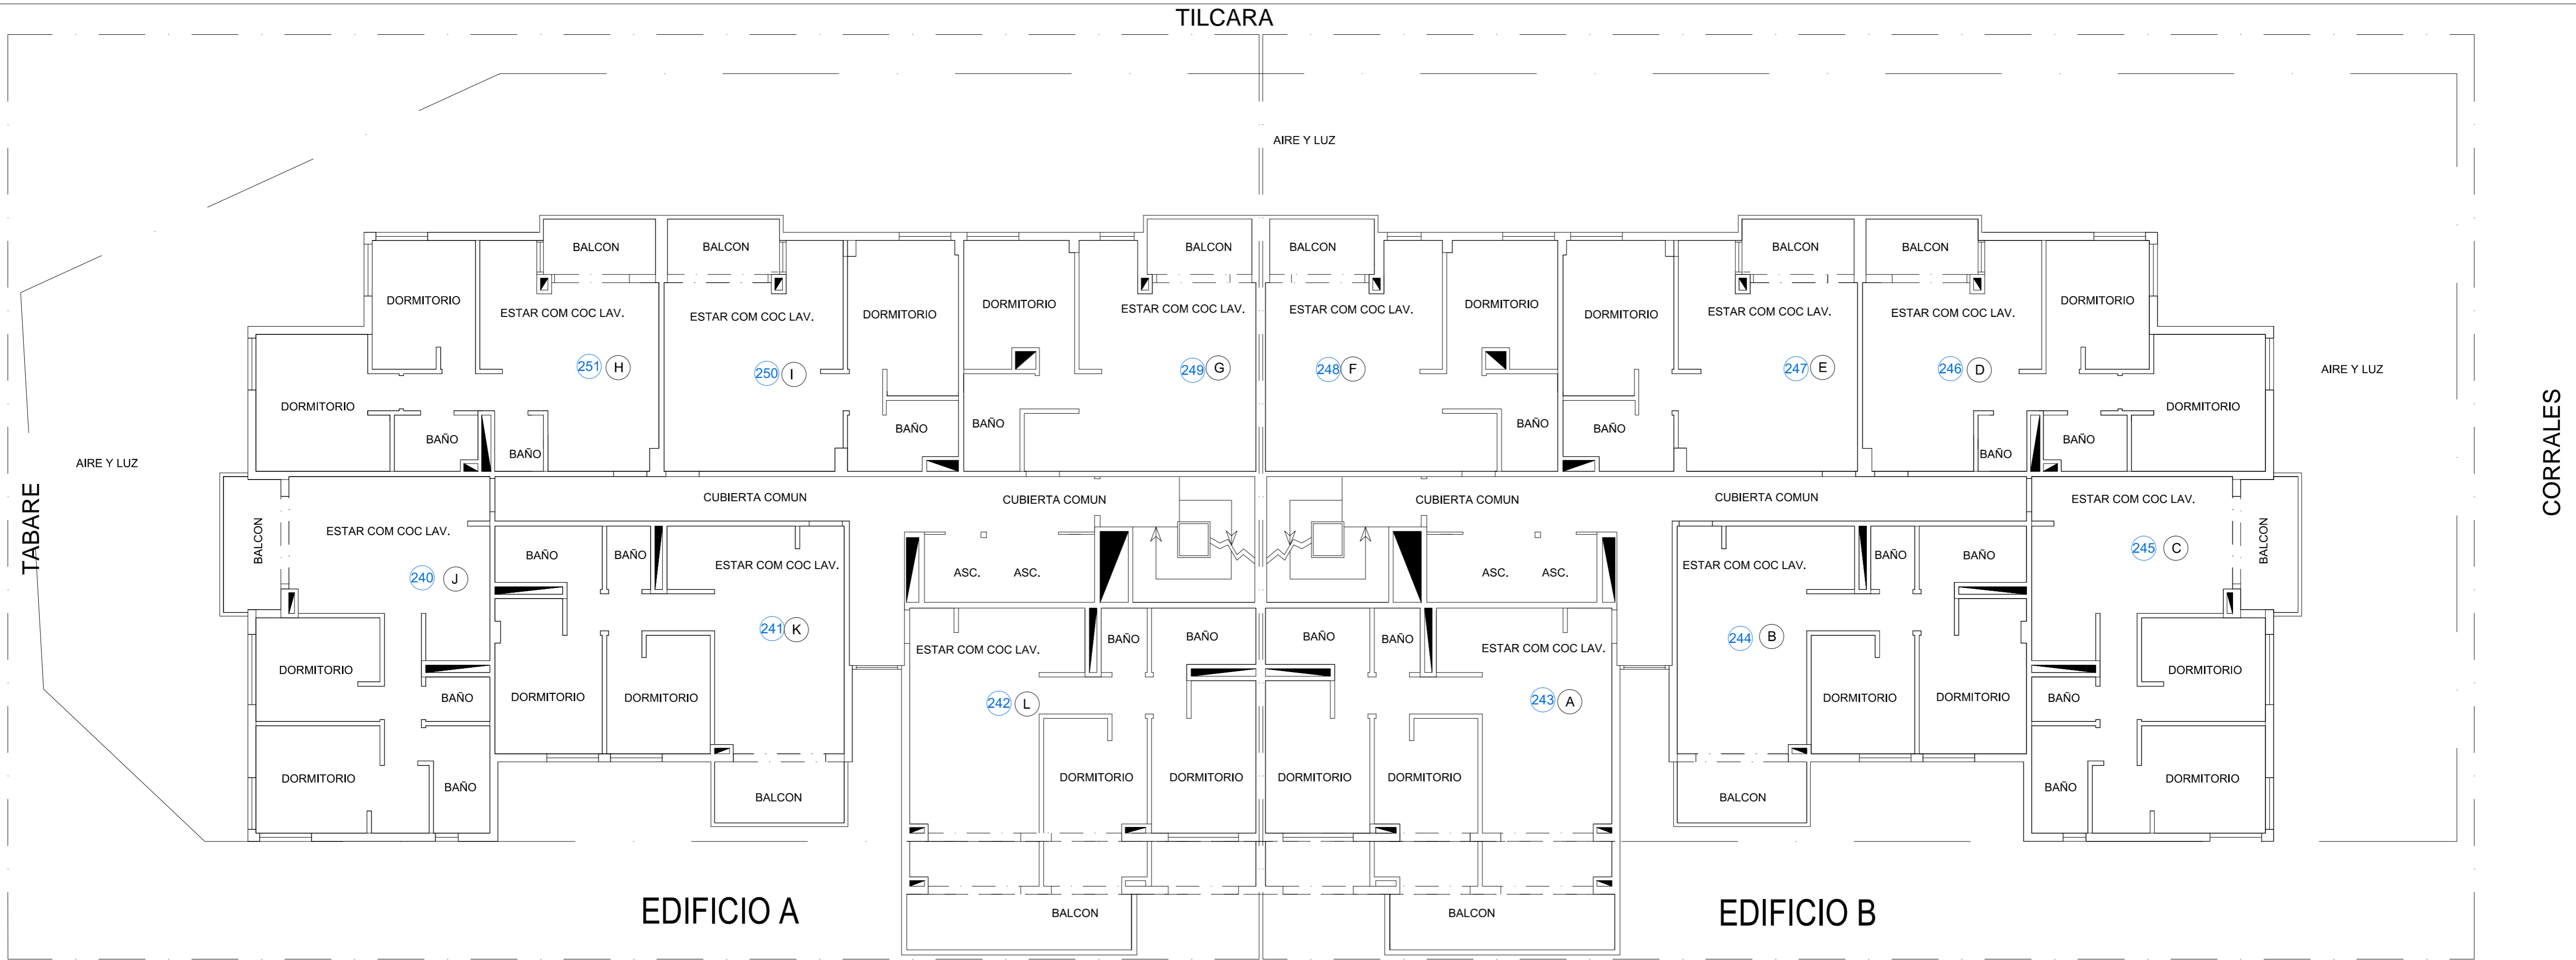 TILCARA
AIRE Y LUZ
BALCON
BALCON
BALCON
BALCON
BALCON
BALCON
DORMITORIO
ESTAR COM COC LAV.
ESTAR COM COC LAV.
DORMITORIO
DORMITORIO
ESTAR COM COC LAV.
ESTAR COM COC LAV.
DORMITORIO
DORMITORIO
ESTAR COM COC LAV.
ESTAR COM COC LAV.
DORMITORIO
251 H
250 I
249 G
248 F
247 E
246 D
AIRE Y LUZ
DORMITORIO
DORMITORIO
BAÑO
BAÑO
BAÑO
BAÑO
BAÑO
BAÑO
BAÑO
BAÑO
AIRE Y LUZ
TABARE
CORRALES
CUBIERTA COMUN
CUBIERTA COMUN
CUBIERTA COMUN
CUBIERTA COMUN
BALCON
ESTAR COM COC LAV.
240 J
BAÑO
BAÑO
ESTAR COM COC LAV.
ASC.
ASC.
ASC.
ASC.
ESTAR COM COC LAV.
BAÑO
BAÑO
ESTAR COM COC LAV.
245 C
BALCON
241 K
BAÑO
BAÑO
BAÑO
BAÑO
244 B
ESTAR COM COC LAV.
ESTAR COM COC LAV.
DORMITORIO
BAÑO
DORMITORIO
DORMITORIO
242 L
243 A
DORMITORIO
DORMITORIO
BAÑO
DORMITORIO
DORMITORIO
BAÑO
BALCON
DORMITORIO
DORMITORIO
DORMITORIO
DORMITORIO
BALCON
BAÑO
DORMITORIO
EDIFICIO A
BALCON
BALCON
EDIFICIO B